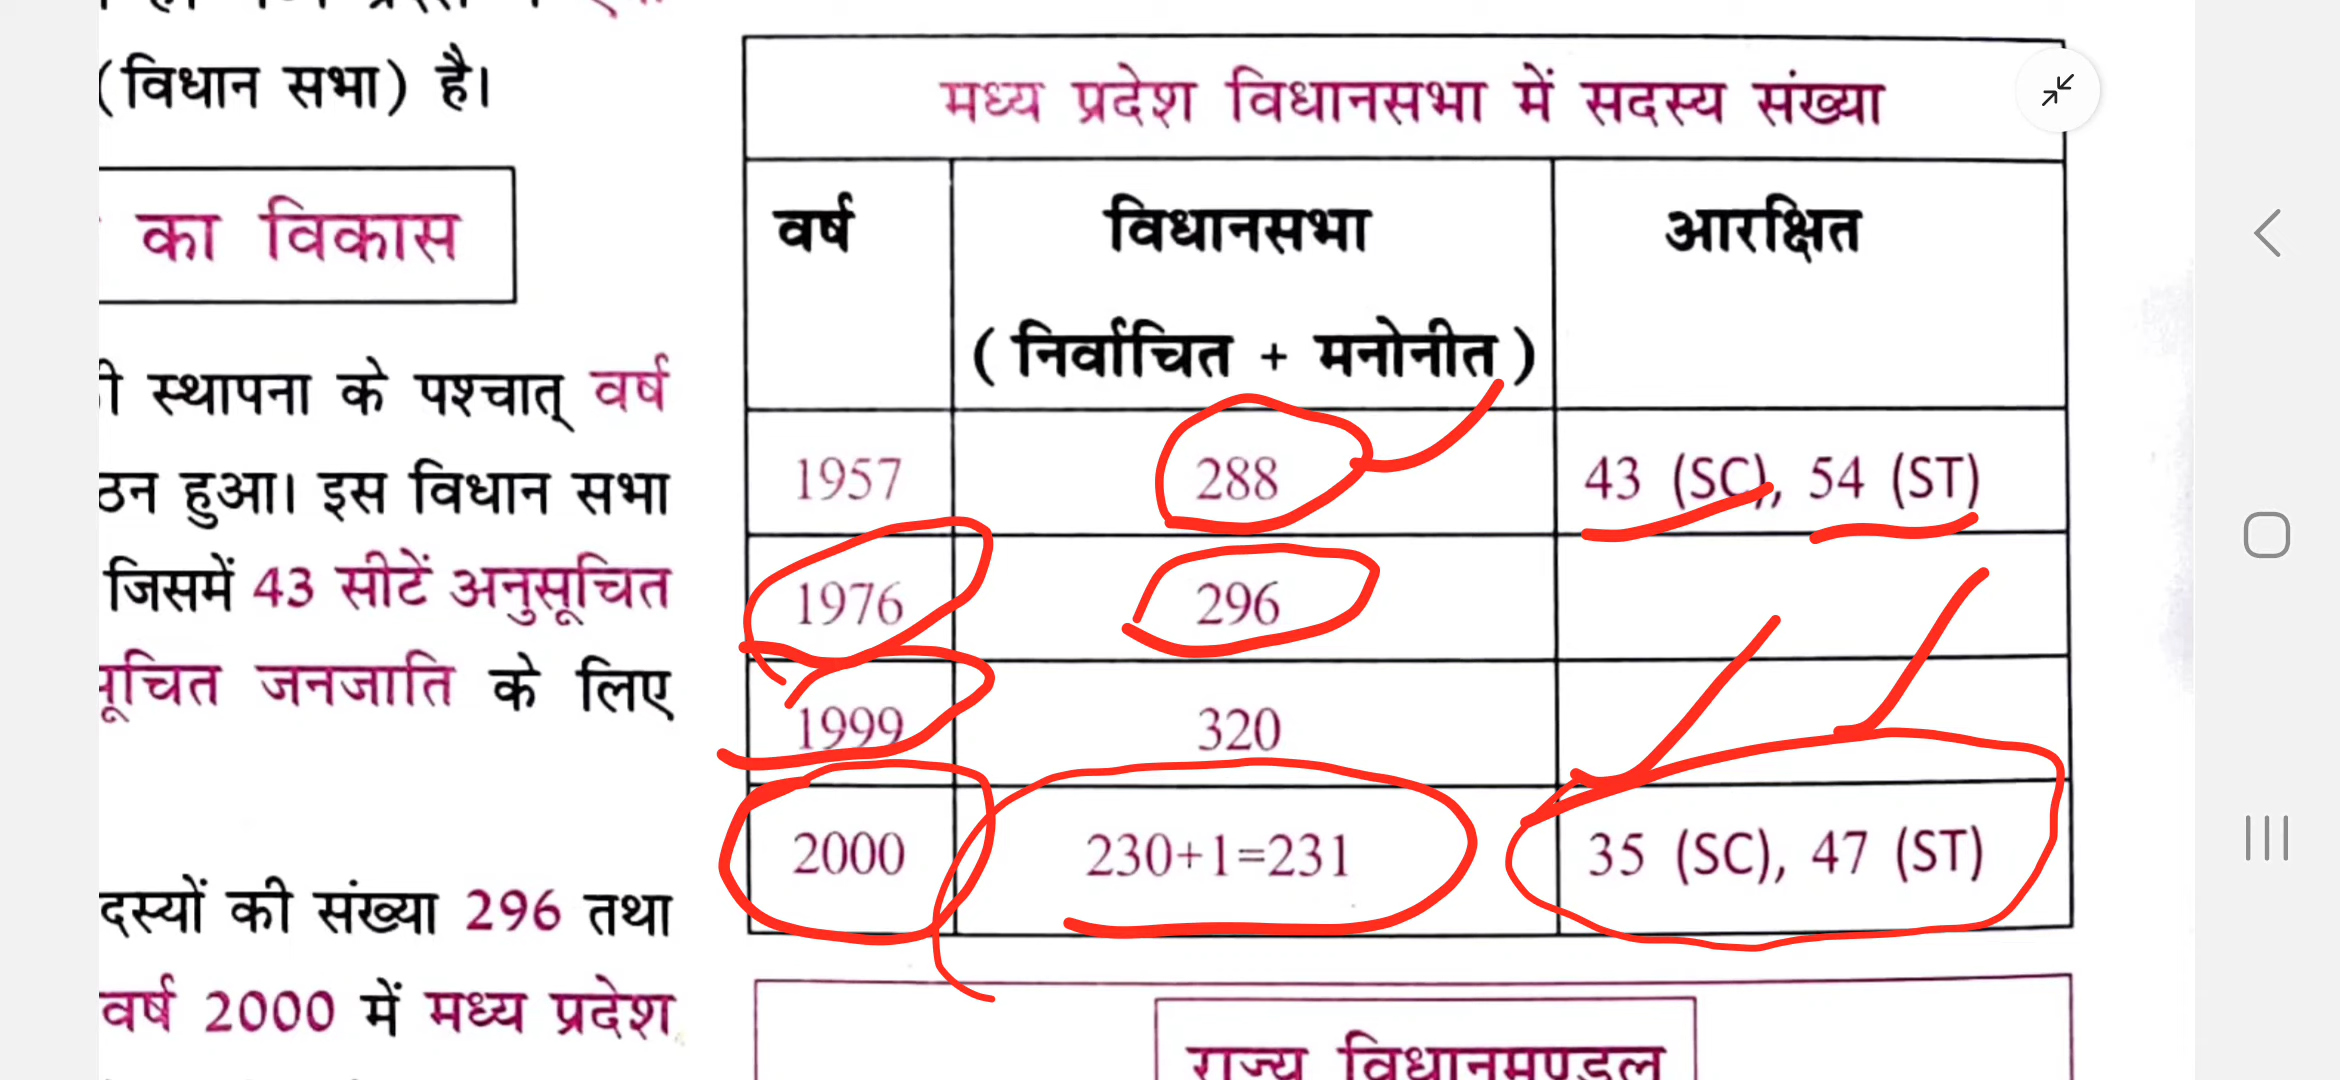 (विधान सभा) है।
का विकास
स्थापना के पश्चात् वर्ष
हुआ। इस विधान सभा
जिसमें 43 सीटें अनुसूचित
जनजाति के लिए
की संख्या 296 तथा
वर्ष 2000 में मध्य प्रदेश
मध्य प्रदेश विधानसभा में सदस्य संख्या
वर्ष विधानसभा आरक्षित
(निर्वाचित + मनोनीत)
1957 288 43 (SC), 54 (ST)
1976 296
1999 320
2000 230+1=231 35 (SC), 47 (ST)
राज्य विधानमण्डल